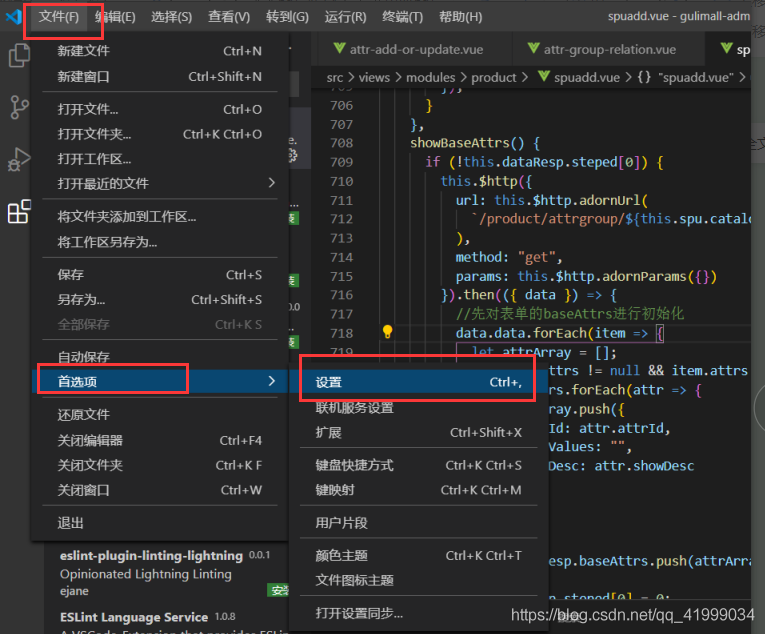 文件(F) 编辑(E) 选择(S) 查看(V) 转到(G) 运行(R) 终端(T) 帮助(H) spuadd.vue - gulimall-adm
新建文件 Ctrl+N
新建窗口 Ctrl+Shift+N
打开文件... Ctrl+O
打开文件夹... Ctrl+K Ctrl+O
打开工作区...
打开最近的文件
将文件夹添加到工作区...
将工作区另存为...
保存 Ctrl+S
另存为... Ctrl+Shift+S
全部保存 Ctrl+K S
自动保存
首选项
还原文件
关闭编辑器 Ctrl+F4
关闭文件夹 Ctrl+K F
关闭窗口 Ctrl+W
退出
设置 Ctrl+,
联机服务设置
扩展 Ctrl+Shift+X
键盘快捷方式 Ctrl+K Ctrl+S
键映射 Ctrl+K Ctrl+M
用户片段
颜色主题 Ctrl+K Ctrl+T
文件图标主题
打开设置同步...
eslint-plugin-linting-lightning 0.0.1
Opinionated Lightning Linting
ejane
ESLint Language Service 1.0.8
attr-add-or-update.vue attr-group-relation.vue sp
src > views > modules > product > spuadd.vue > {} "spuadd.vue" >
706 }
707 },
708 showBaseAttrs() {
709 if (!this.dataResp.steped[0]) {
710 this.$http({
711 url: this.$http.adornUrl(
712 `/product/attrgroup/${this.spu.catalo
713 ),
714 method: "get",
715 params: this.$http.adornParams({})
716 }).then(({ data }) => {
717 //先对表单的baseAttrs进行初始化
718 data.data.forEach(item => {
719 let attrArray = [];
attrs != null && item.attrs
rs.forEach(attr => {
ray.push({
Id: attr.attrId,
Values: "",
Desc: attr.showDesc
esp.baseAttrs.push(attrArra
steped[0] = 0;
https://blog.csdn.net/qq_41999034